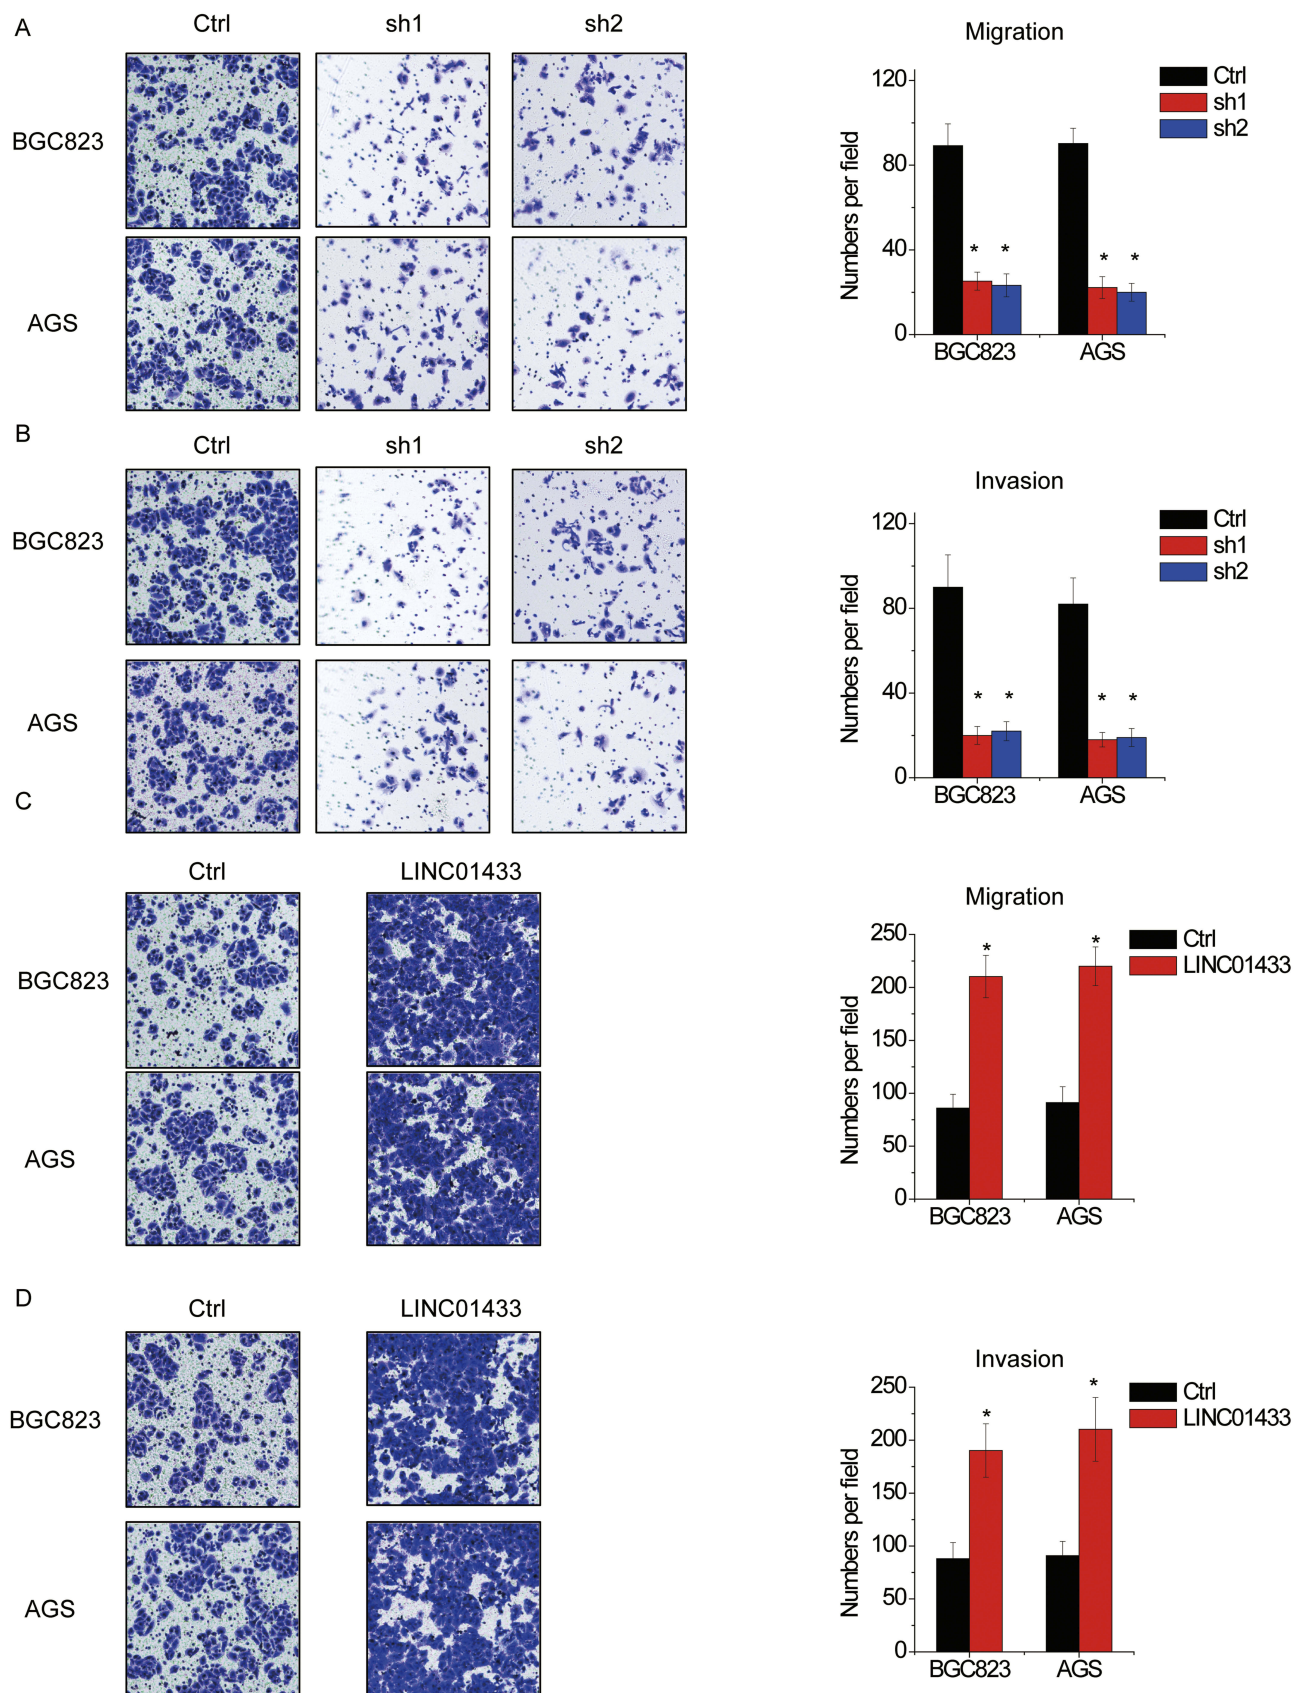 A
Ctrl
sh1
sh2
BGC823
AGS
Migration
Numbers per field
120
80
40
0
Ctrl
sh1
sh2
BGC823
AGS
B
Ctrl
sh1
sh2
BGC823
AGS
Invasion
Numbers per field
120
80
40
0
Ctrl
sh1
sh2
* *
* *
BGC823
AGS
C
Ctrl
LINC01433
BGC823
AGS
Migration
Numbers per field
250
200
150
100
50
0
Ctrl
LINC01433
*
*
BGC823
AGS
D
Ctrl
LINC01433
BGC823
AGS
Invasion
Numbers per field
250
200
150
100
50
0
Ctrl
LINC01433
*
*
BGC823
AGS